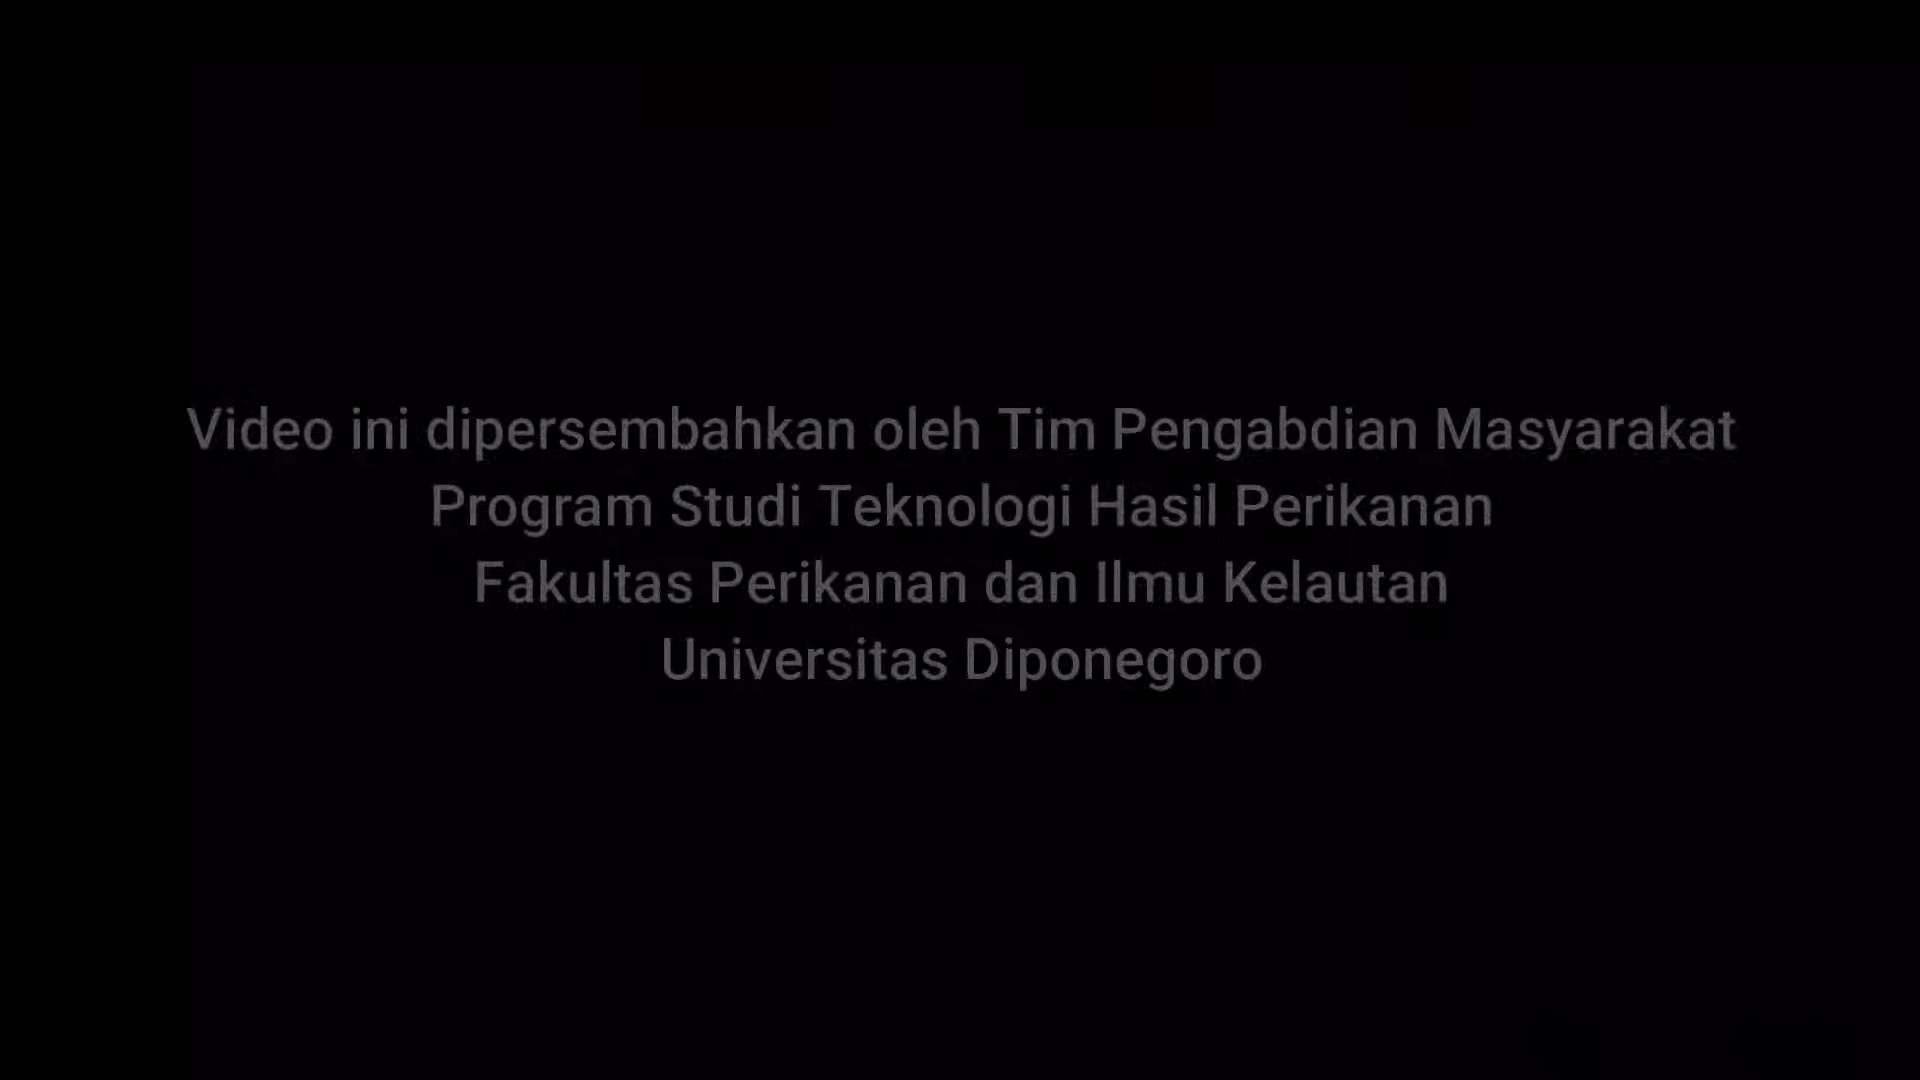 Video ini dipersembahkan oleh Tim Pengabdian Masyarakat
Program Studi Teknologi Hasil Perikanan
Fakultas Perikanan dan Ilmu Kelautan
Universitas Diponegoro